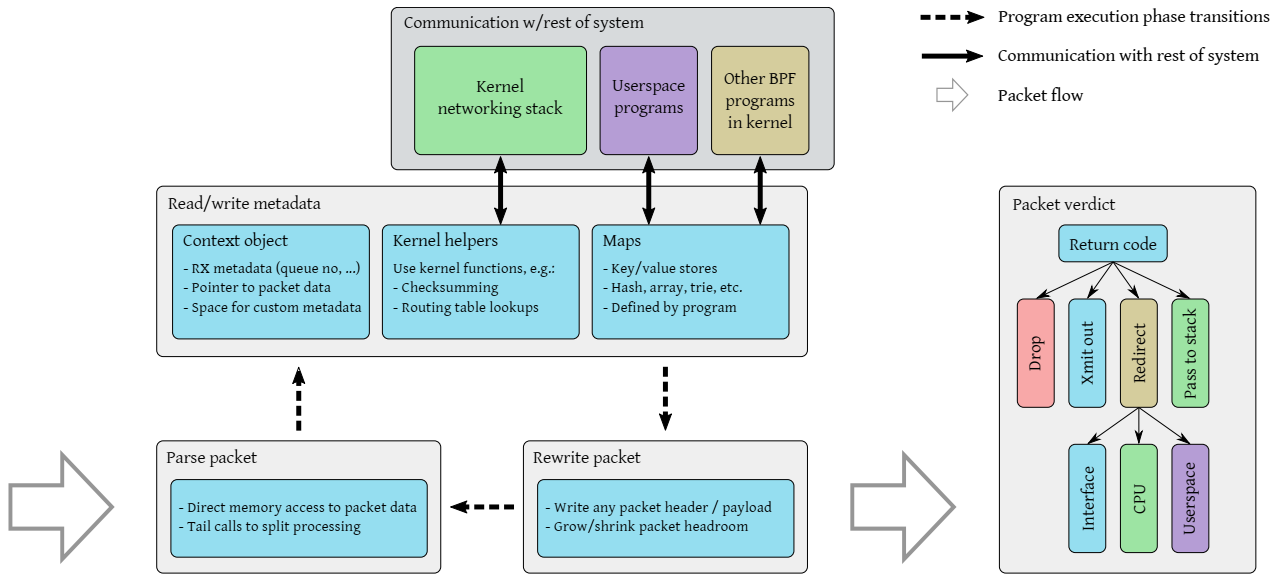 Communication w/rest of system
Kernel
networking stack
Userspace
programs
Other BPF
programs
in kernel
Program execution phase transitions
Communication with rest of system
Packet flow
Read/write metadata
Context object
- RX metadata (queue no, ...)
- Pointer to packet data
- Space for custom metadata
Kernel helpers
Use kernel functions, e.g.:
- Checksumming
- Routing table lookups
Maps
- Key/value stores
- Hash, array, trie, etc.
- Defined by program
Parse packet
- Direct memory access to packet data
- Tail calls to split processing
Rewrite packet
- Write any packet header / payload
- Grow/shrink packet headroom
Packet verdict
Return code
Drop
Xmit out
Redirect
Pass to stack
Interface
CPU
Userspace